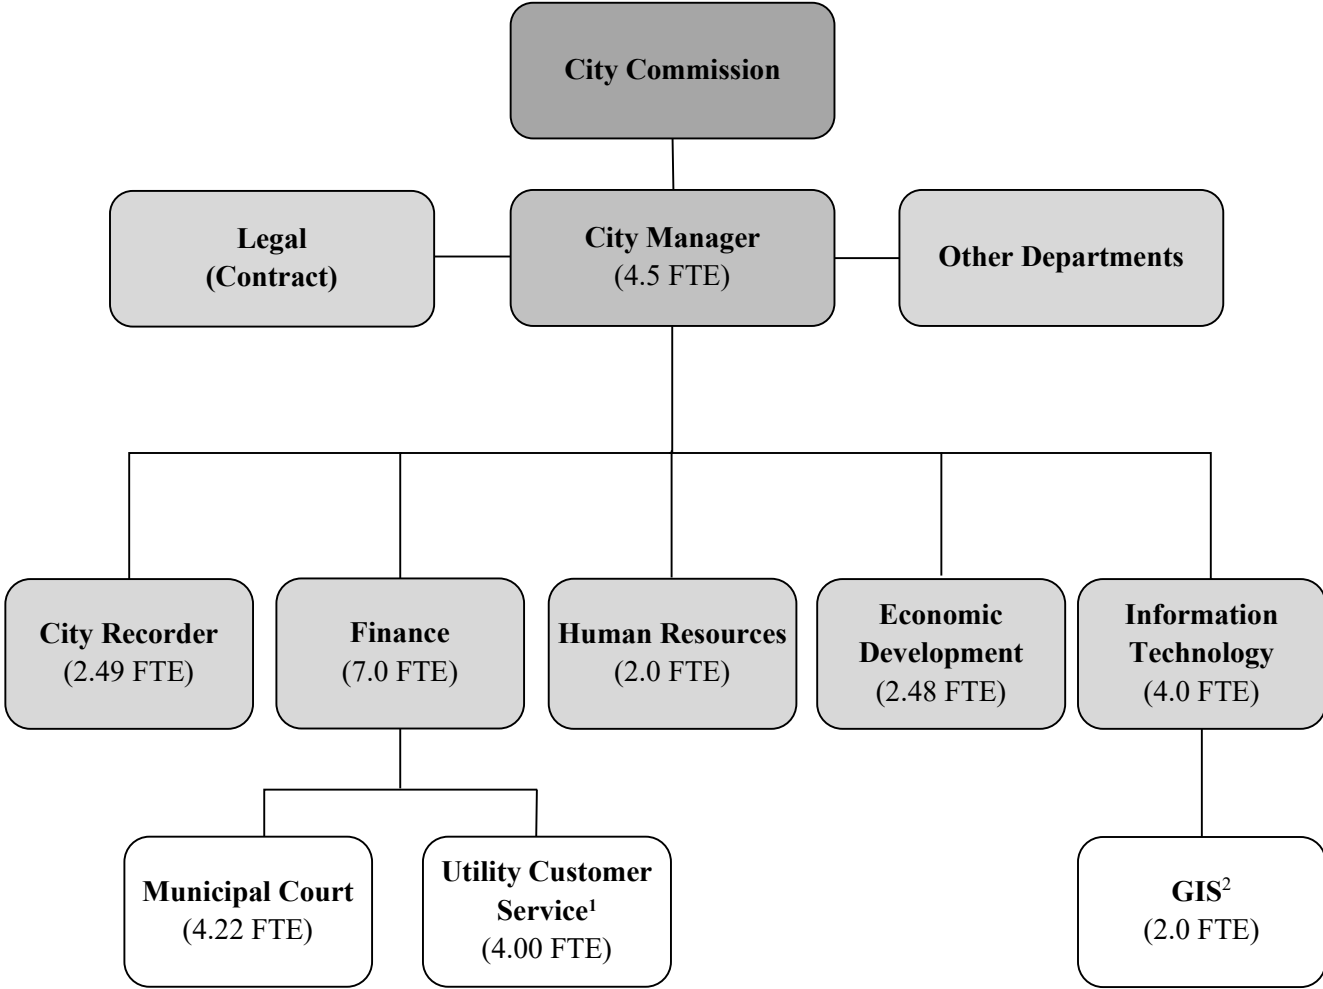 City Commission
Legal
(Contract)
City Manager
(4.5 FTE)
Other Departments
City Recorder
(2.49 FTE)
Finance
(7.0 FTE)
Human Resources
(2.0 FTE)
Economic
Development
(2.48 FTE)
Information
Technology
(4.0 FTE)
Municipal Court
(4.22 FTE)
Utility Customer
Service¹
(4.00 FTE)
GIS²
(2.0 FTE)